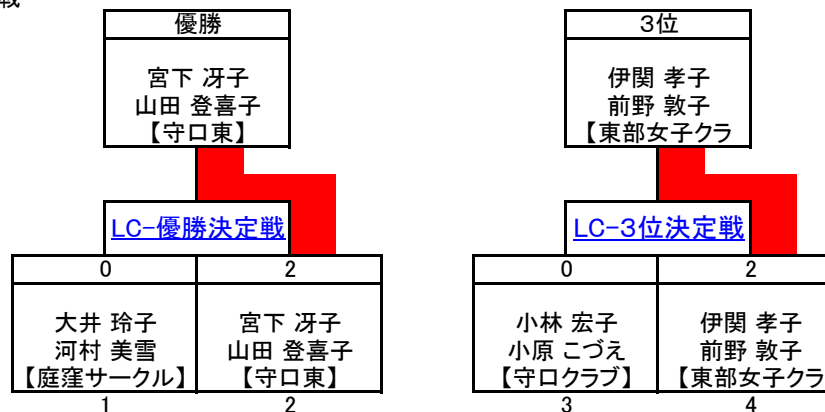 戦
優勝
宮下 冴子
山田 登喜子
【守口東】
LC-優勝決定戦
0 2
大井 玲子
河村 美雪
【庭窪サークル】
1
宮下 冴子
山田 登喜子
【守口東】
2
3位
伊関 孝子
前野 敦子
【東部女子クラ
LC-3位決定戦
0 2
小林 宏子
小原 こづえ
【守口クラブ】
3
伊関 孝子
前野 敦子
【東部女子クラ
4